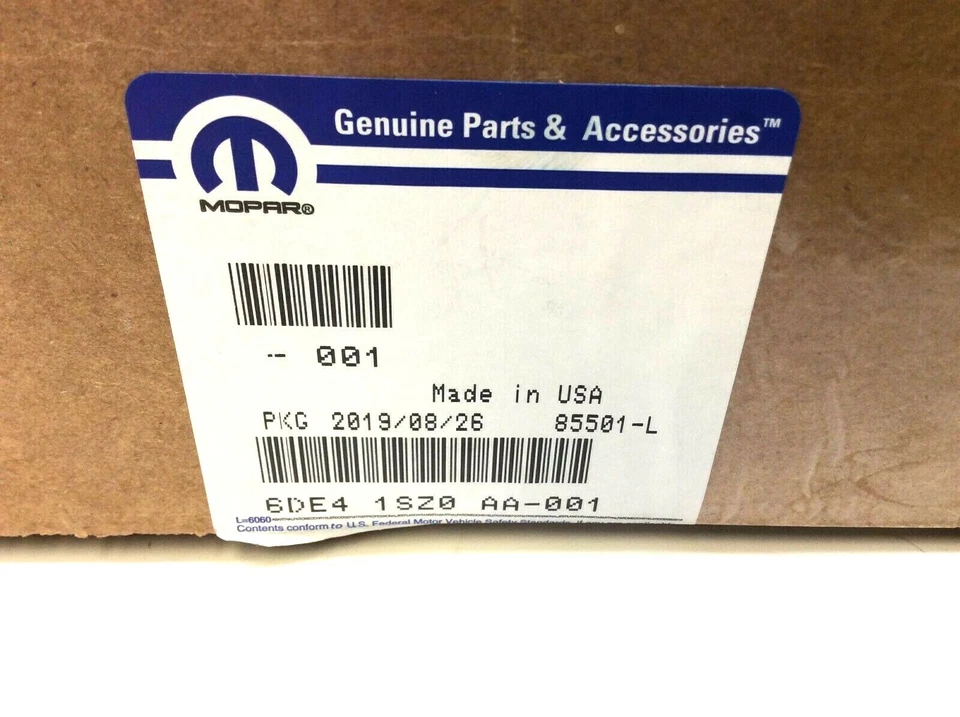 Genuine Parts & Accessories™
MOPAR®
-- 001
Made in USA
PKG 2019/08/26 85501-L
6DE4 1SZ0 AA-001
L=6060
Contents conform to U.S. Federal Motor Vehicle Safety Standards, if